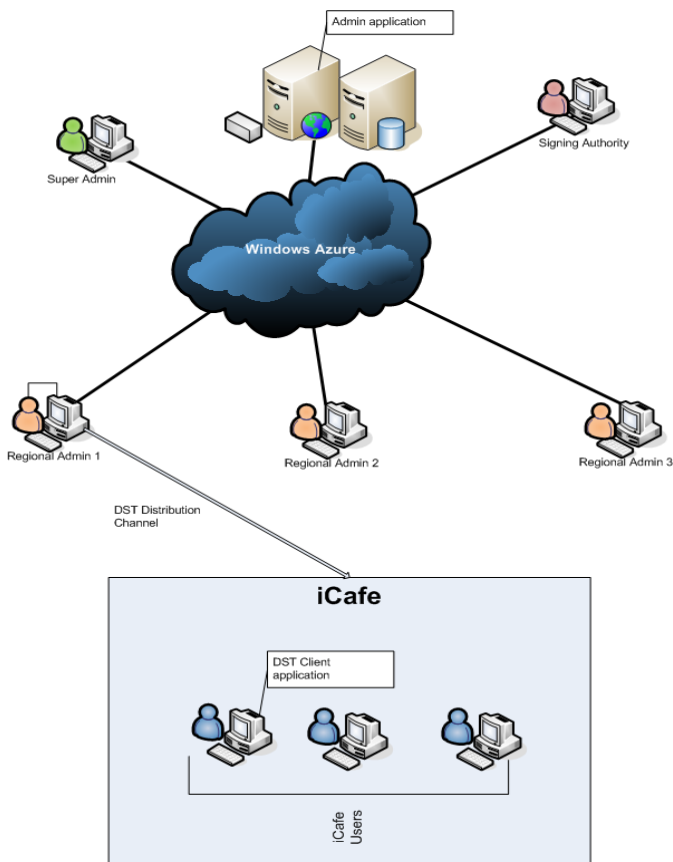 Admin application
Signing Authority
Super Admin
Windows Azure
Regional Admin 1
Regional Admin 2
Regional Admin 3
DST Distribution
Channel
iCafe
DST Client
application
iCafe
Users